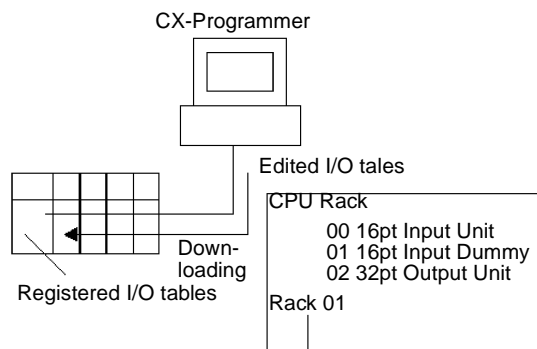 CX-Programmer
Edited I/O tales
Down-
loading
Registered I/O tables
CPU Rack
00 16pt Input Unit
01 16pt Input Dummy
02 32pt Output Unit
Rack 01